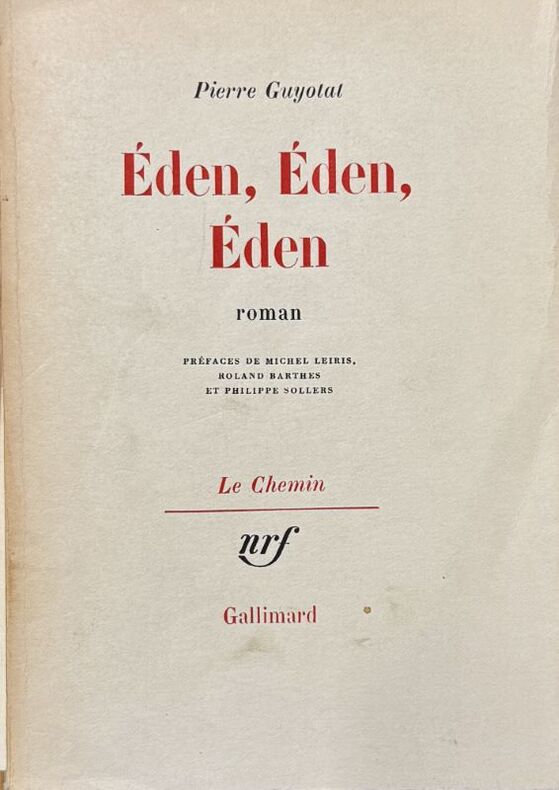 Pierre Guyotat
Éden, Éden,
Éden
roman
PRÉFACES DE MICHEL LEIRIS,
ROLAND BARTHES
ET PHILIPPE SOLLERS
Le Chemin
nrf
Gallimard